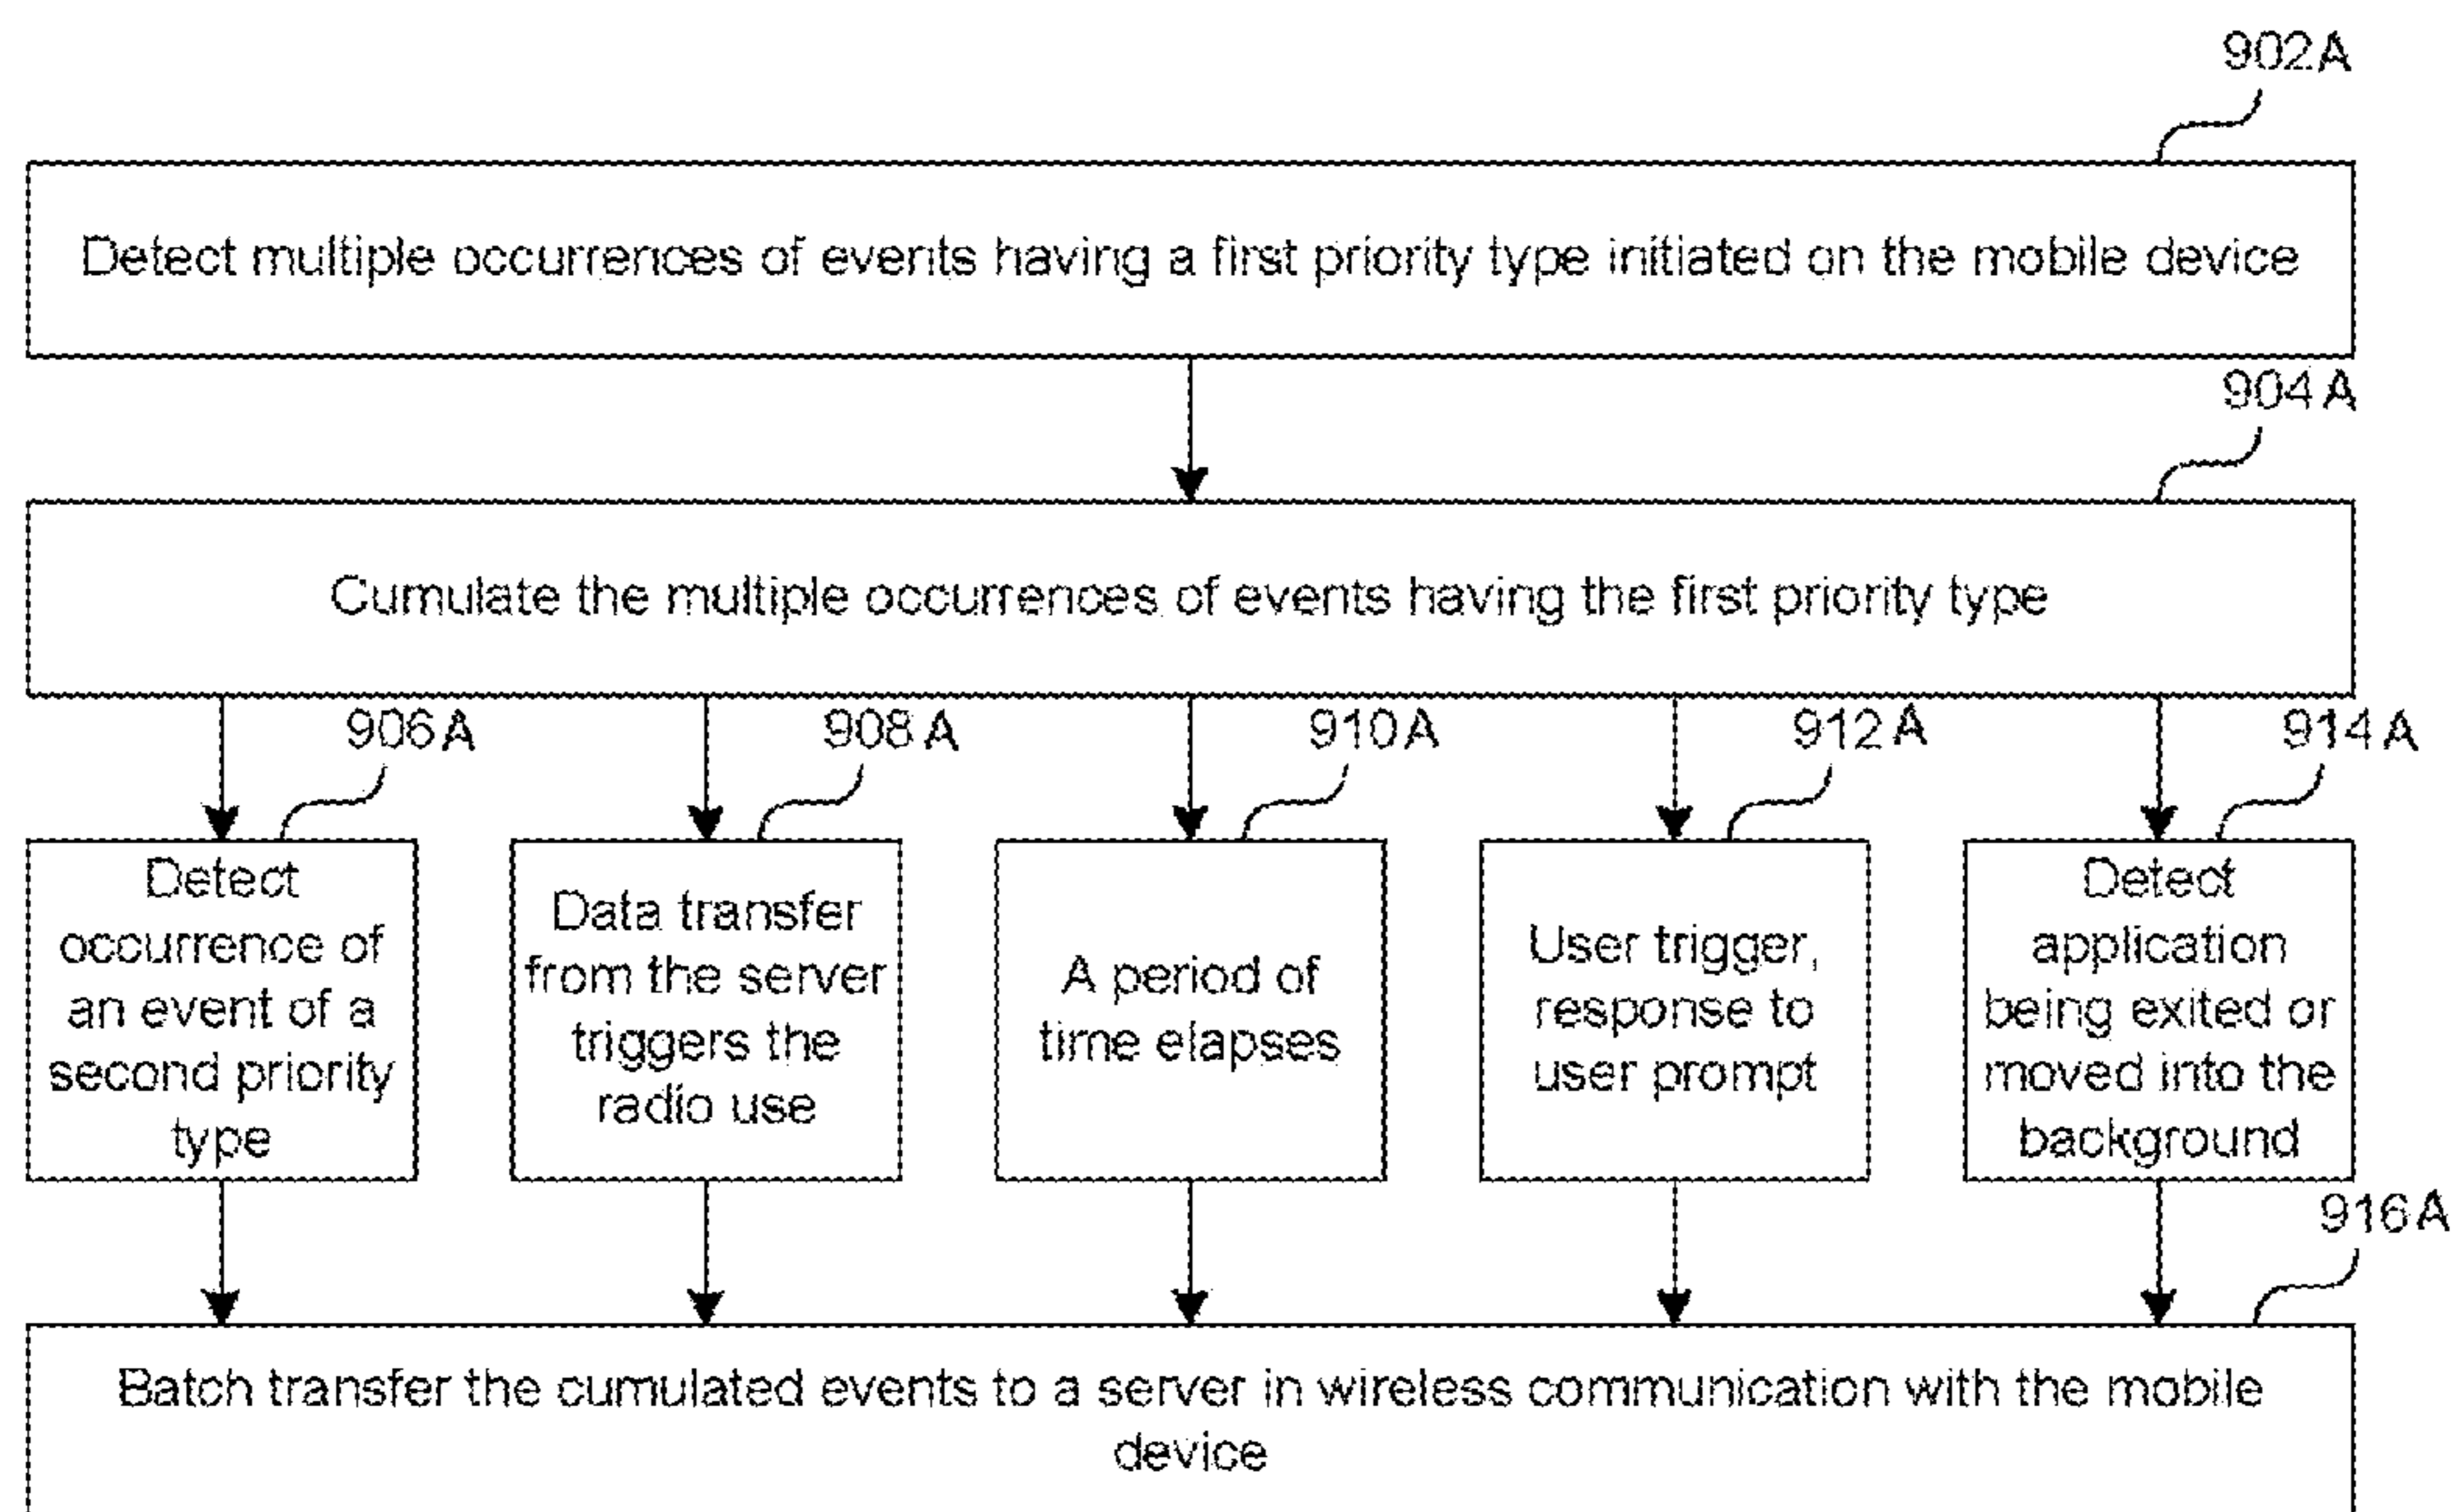 902A
Detect multiple occurrences of events having a first priority type initiated on the mobile device
904A
Cumulate the multiple occurrences of events having the first priority type
906A
908A
910A
912A
914A
Detect
occurrence of
an event of a
second priority
type
Data transfer
from the server
triggers the
radio use
A period of
time elapses
User trigger,
response to
user prompt
Detect
application
being exited or
moved into the
background
916A
Batch transfer the cumulated events to a server in wireless communication with the mobile
device